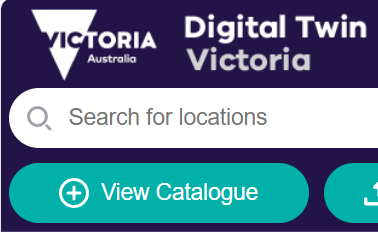 VICTORIA
Australia
Digital Twin
Victoria
Search for locations
View Catalogue